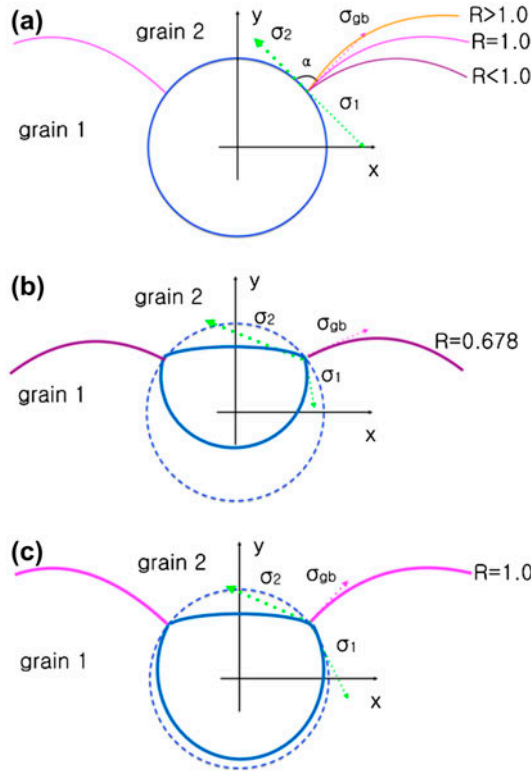 (a)
grain 2
σ2
σgb
R>1.0
R=1.0
R<1.0
α
y
grain 1
σ1
x
(b)
y
grain 2
σ2
σgb
R=0.678
grain 1
σ1
x
(c)
y
grain 2
σ2
σgb
R=1.0
grain 1
σ1
x